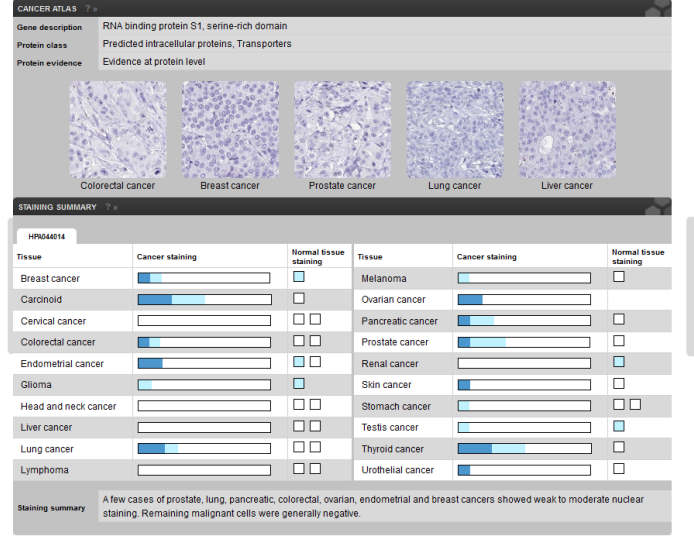 CANCER ATLAS ? »
Gene description RNA binding protein S1, serine-rich domain
Protein class Predicted intracellular proteins, Transporters
Protein evidence Evidence at protein level
Colorectal cancer Breast cancer Prostate cancer Lung cancer Liver cancer
STAINING SUMMARY ? »
HPA044014
Tissue Cancer staining Normal tissue staining Tissue Cancer staining Normal tissue staining
Breast cancer Melanoma
Carcinoid Ovarian cancer
Cervical cancer Pancreatic cancer
Colorectal cancer Prostate cancer
Endometrial cancer Renal cancer
Glioma Skin cancer
Head and neck cancer Stomach cancer
Liver cancer Testis cancer
Lung cancer Thyroid cancer
Lymphoma Urothelial cancer
Staining summary A few cases of prostate, lung, pancreatic, colorectal, ovarian, endometrial and breast cancers showed weak to moderate nuclear
staining. Remaining malignant cells were generally negative.